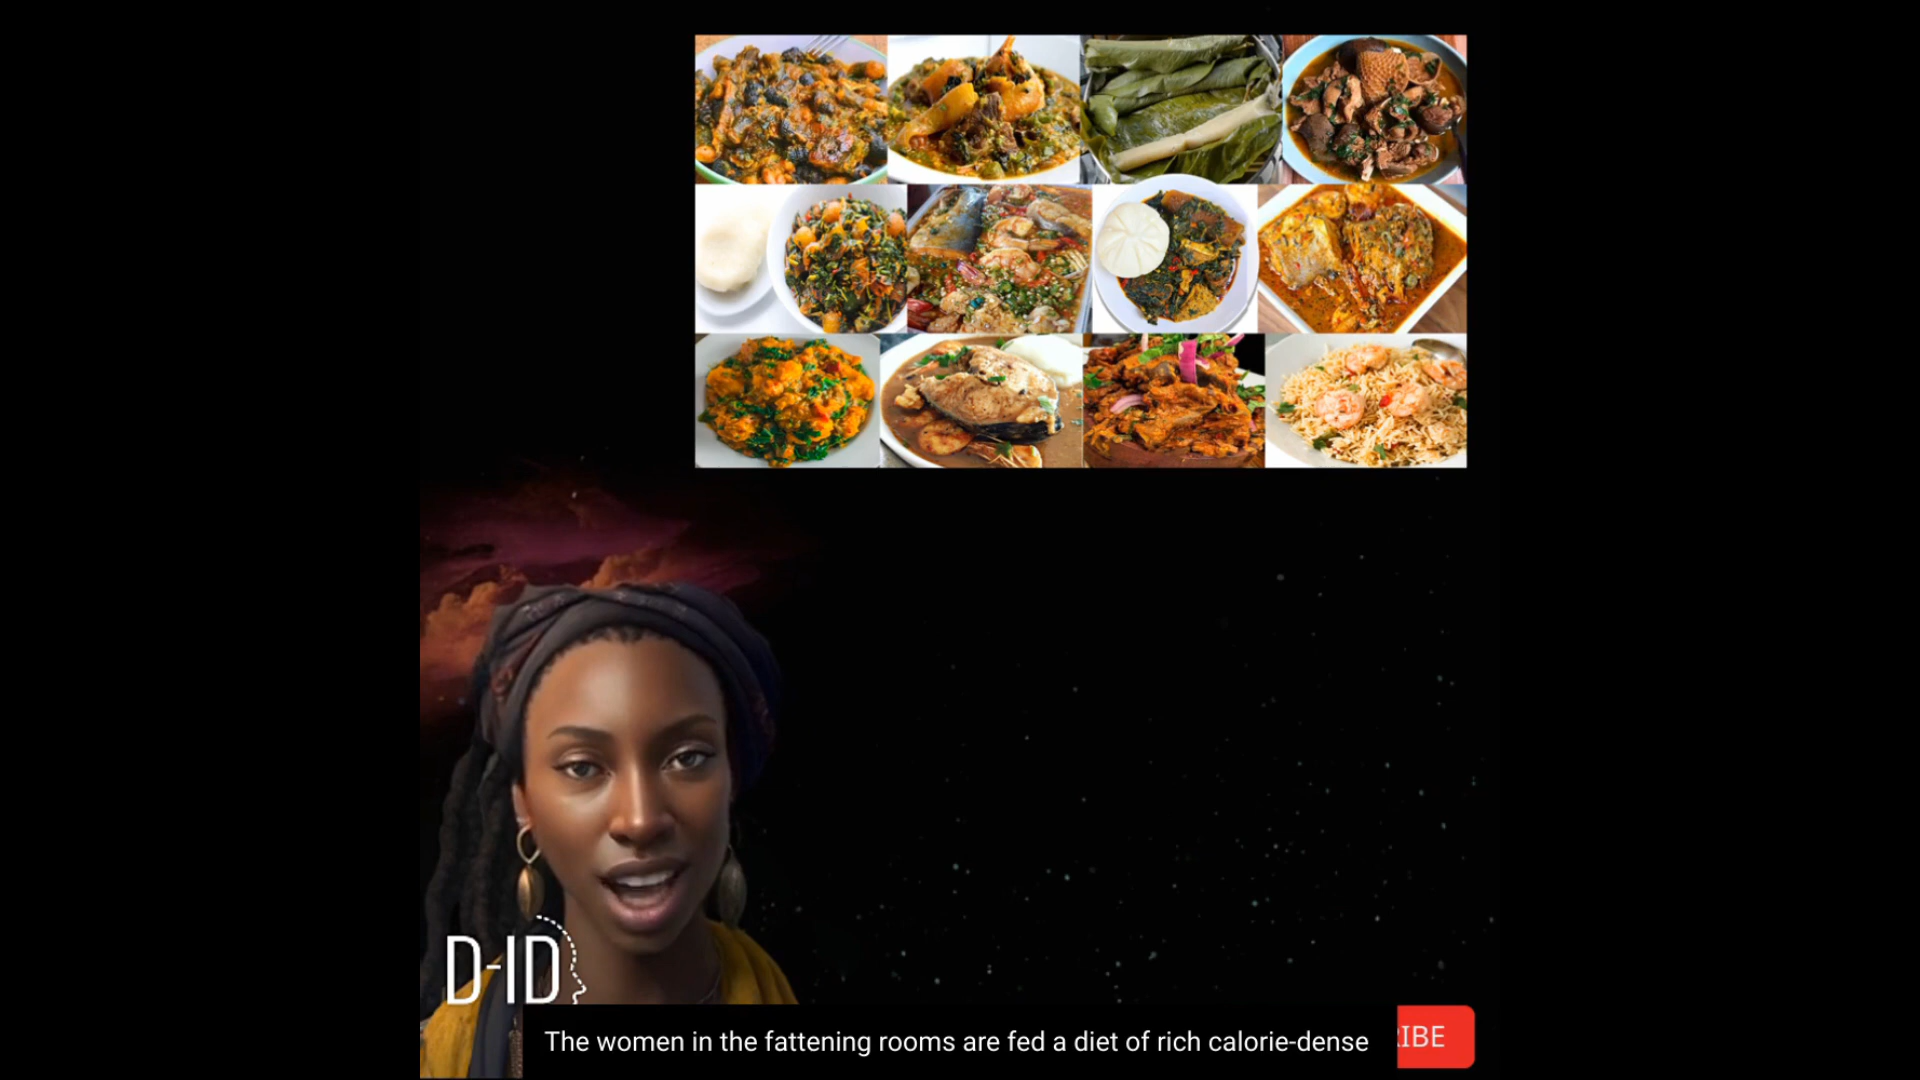 D-ID
The women in the fattening rooms are fed a diet of rich calorie-dense
IBE